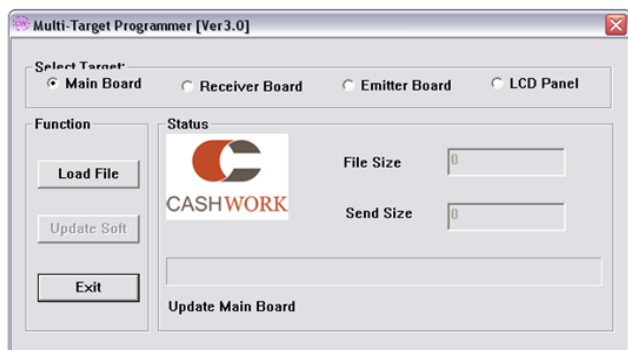 Multi-Target Programmer [Ver3.0]
Select Target:
Main Board Receiver Board Emitter Board LCD Panel
Function
Status
Load File
File Size 0
CASHWORK
Send Size 0
Update Soft
Exit
Update Main Board